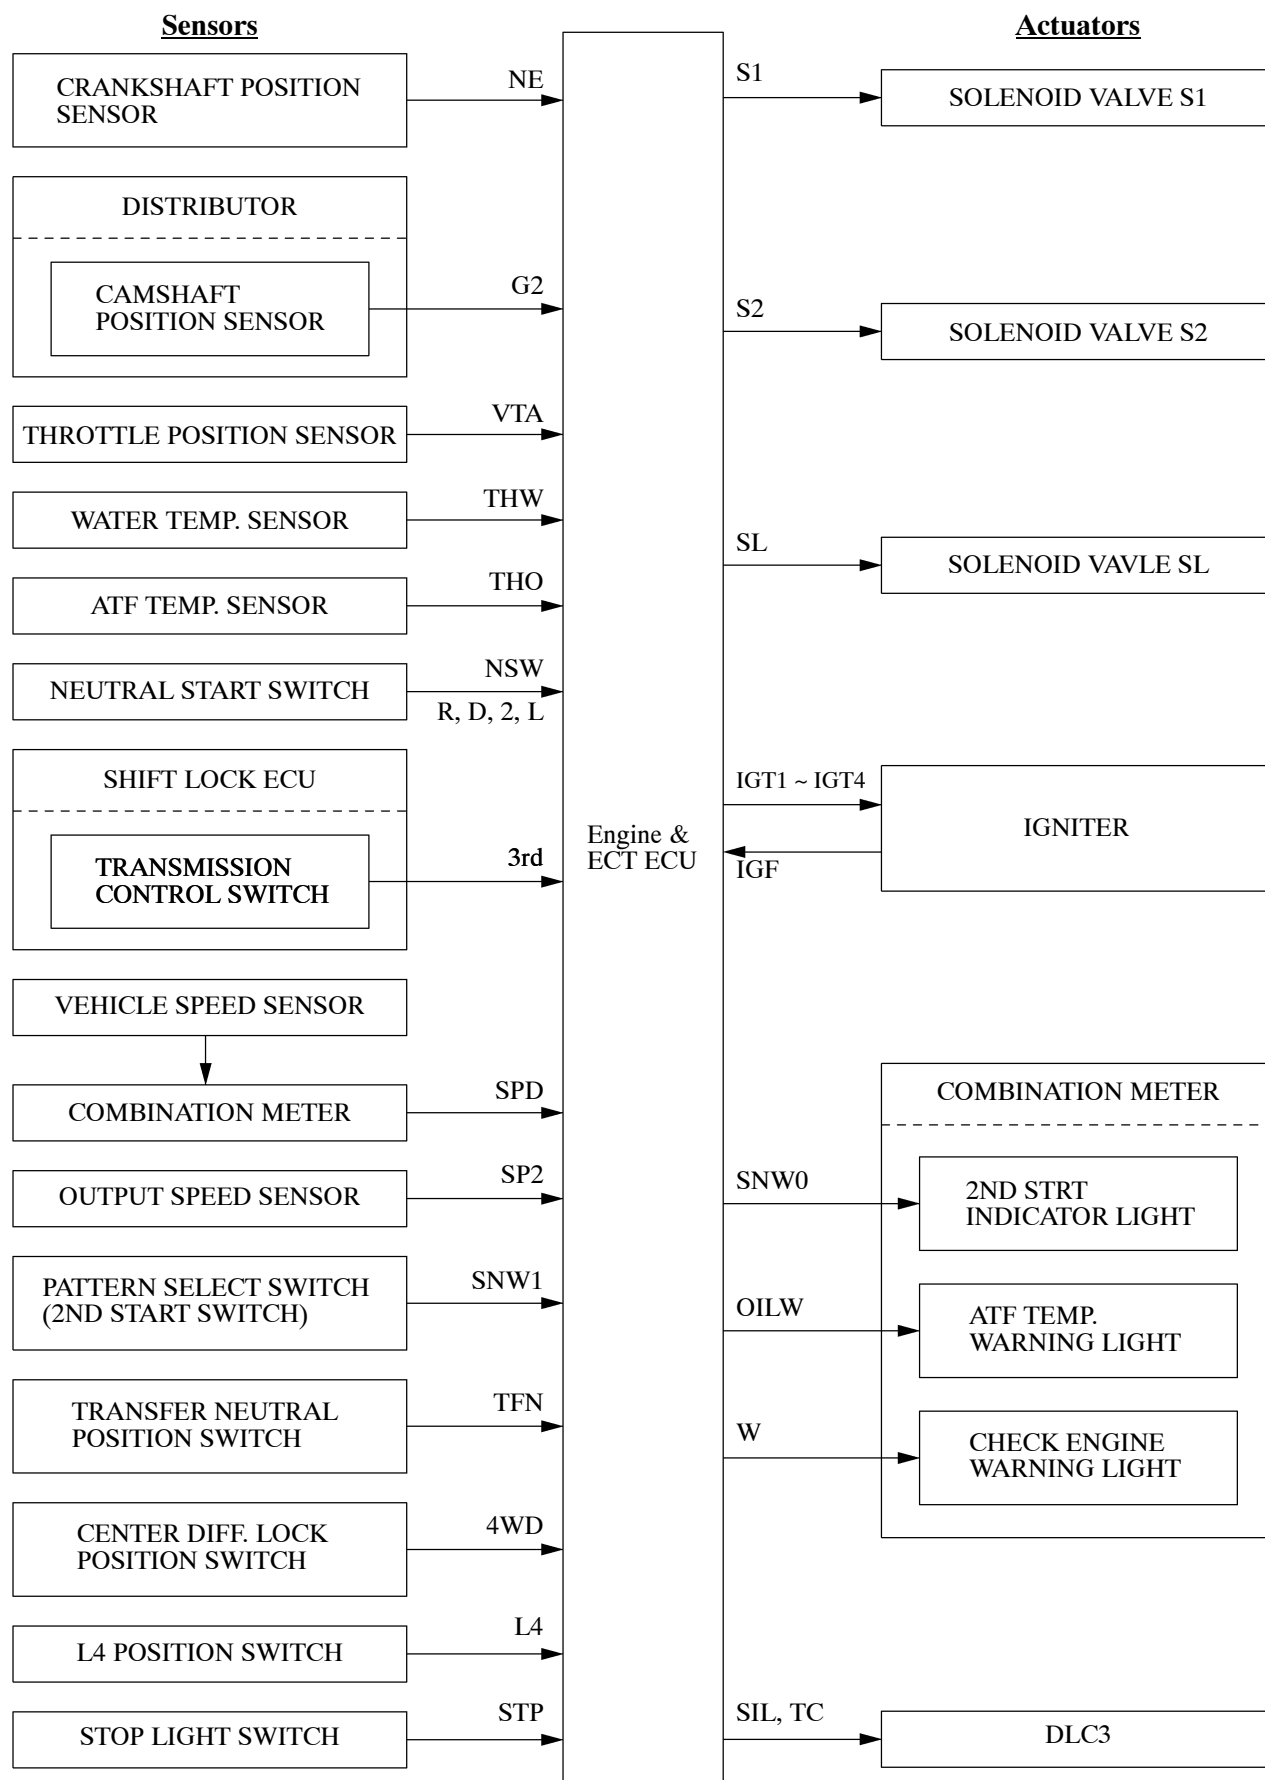 Sensors
CRANKSHAFT POSITION
SENSOR
NE
DISTRIBUTOR
CAMSHAFT
POSITION SENSOR
G2
THROTTLE POSITION SENSOR
VTA
WATER TEMP. SENSOR
THW
ATF TEMP. SENSOR
THO
NEUTRAL START SWITCH
NSW
R, D, 2, L
SHIFT LOCK ECU
TRANSMISSION
CONTROL SWITCH
3rd
VEHICLE SPEED SENSOR
COMBINATION METER
SPD
OUTPUT SPEED SENSOR
SP2
PATTERN SELECT SWITCH
(2ND START SWITCH)
SNW1
TRANSFER NEUTRAL
POSITION SWITCH
TFN
CENTER DIFF. LOCK
POSITION SWITCH
4WD
L4 POSITION SWITCH
L4
STOP LIGHT SWITCH
STP
Engine &
ECT ECU
Actuators
S1
SOLENOID VALVE S1
S2
SOLENOID VALVE S2
SL
SOLENOID VAVLE SL
IGT1 ~ IGT4
IGNITER
IGF
COMBINATION METER
SNW0
2ND STRT
INDICATOR LIGHT
OILW
ATF TEMP.
WARNING LIGHT
W
CHECK ENGINE
WARNING LIGHT
SIL, TC
DLC3